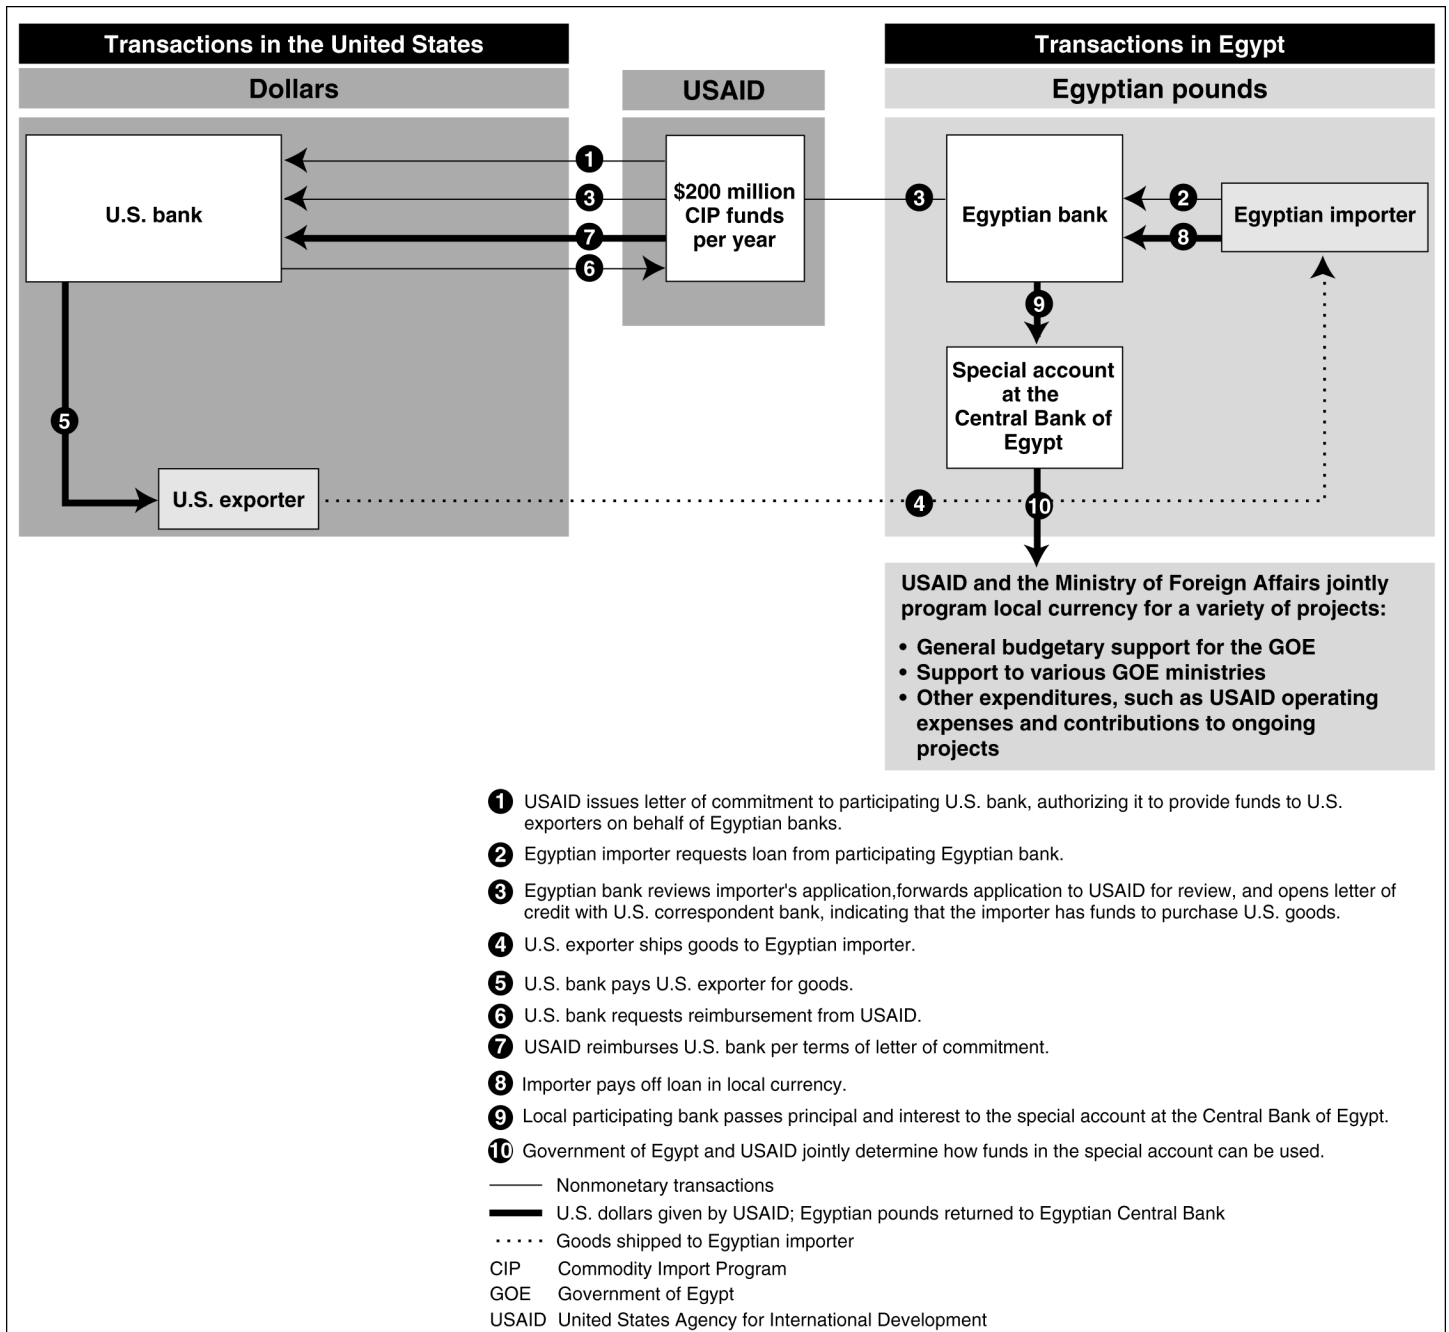 Transactions in the United States
Transactions in Egypt
Dollars
USAID
Egyptian pounds
U.S. bank
1
3
7
6
$200 million
CIP funds
per year
3
Egyptian bank
2
8
Egyptian importer
9
Special account
at the
Central Bank of
Egypt
5
U.S. exporter
4
10
USAID and the Ministry of Foreign Affairs jointly
program local currency for a variety of projects:
• General budgetary support for the GOE
• Support to various GOE ministries
• Other expenditures, such as USAID operating
expenses and contributions to ongoing
projects
1 USAID issues letter of commitment to participating U.S. bank, authorizing it to provide funds to U.S.
exporters on behalf of Egyptian banks.
2 Egyptian importer requests loan from participating Egyptian bank.
3 Egyptian bank reviews importer's application,forwards application to USAID for review, and opens letter of
credit with U.S. correspondent bank, indicating that the importer has funds to purchase U.S. goods.
4 U.S. exporter ships goods to Egyptian importer.
5 U.S. bank pays U.S. exporter for goods.
6 U.S. bank requests reimbursement from USAID.
7 USAID reimburses U.S. bank per terms of letter of commitment.
8 Importer pays off loan in local currency.
9 Local participating bank passes principal and interest to the special account at the Central Bank of Egypt.
10 Government of Egypt and USAID jointly determine how funds in the special account can be used.
Nonmonetary transactions
U.S. dollars given by USAID; Egyptian pounds returned to Egyptian Central Bank
Goods shipped to Egyptian importer
CIP Commodity Import Program
GOE Government of Egypt
USAID United States Agency for International Development